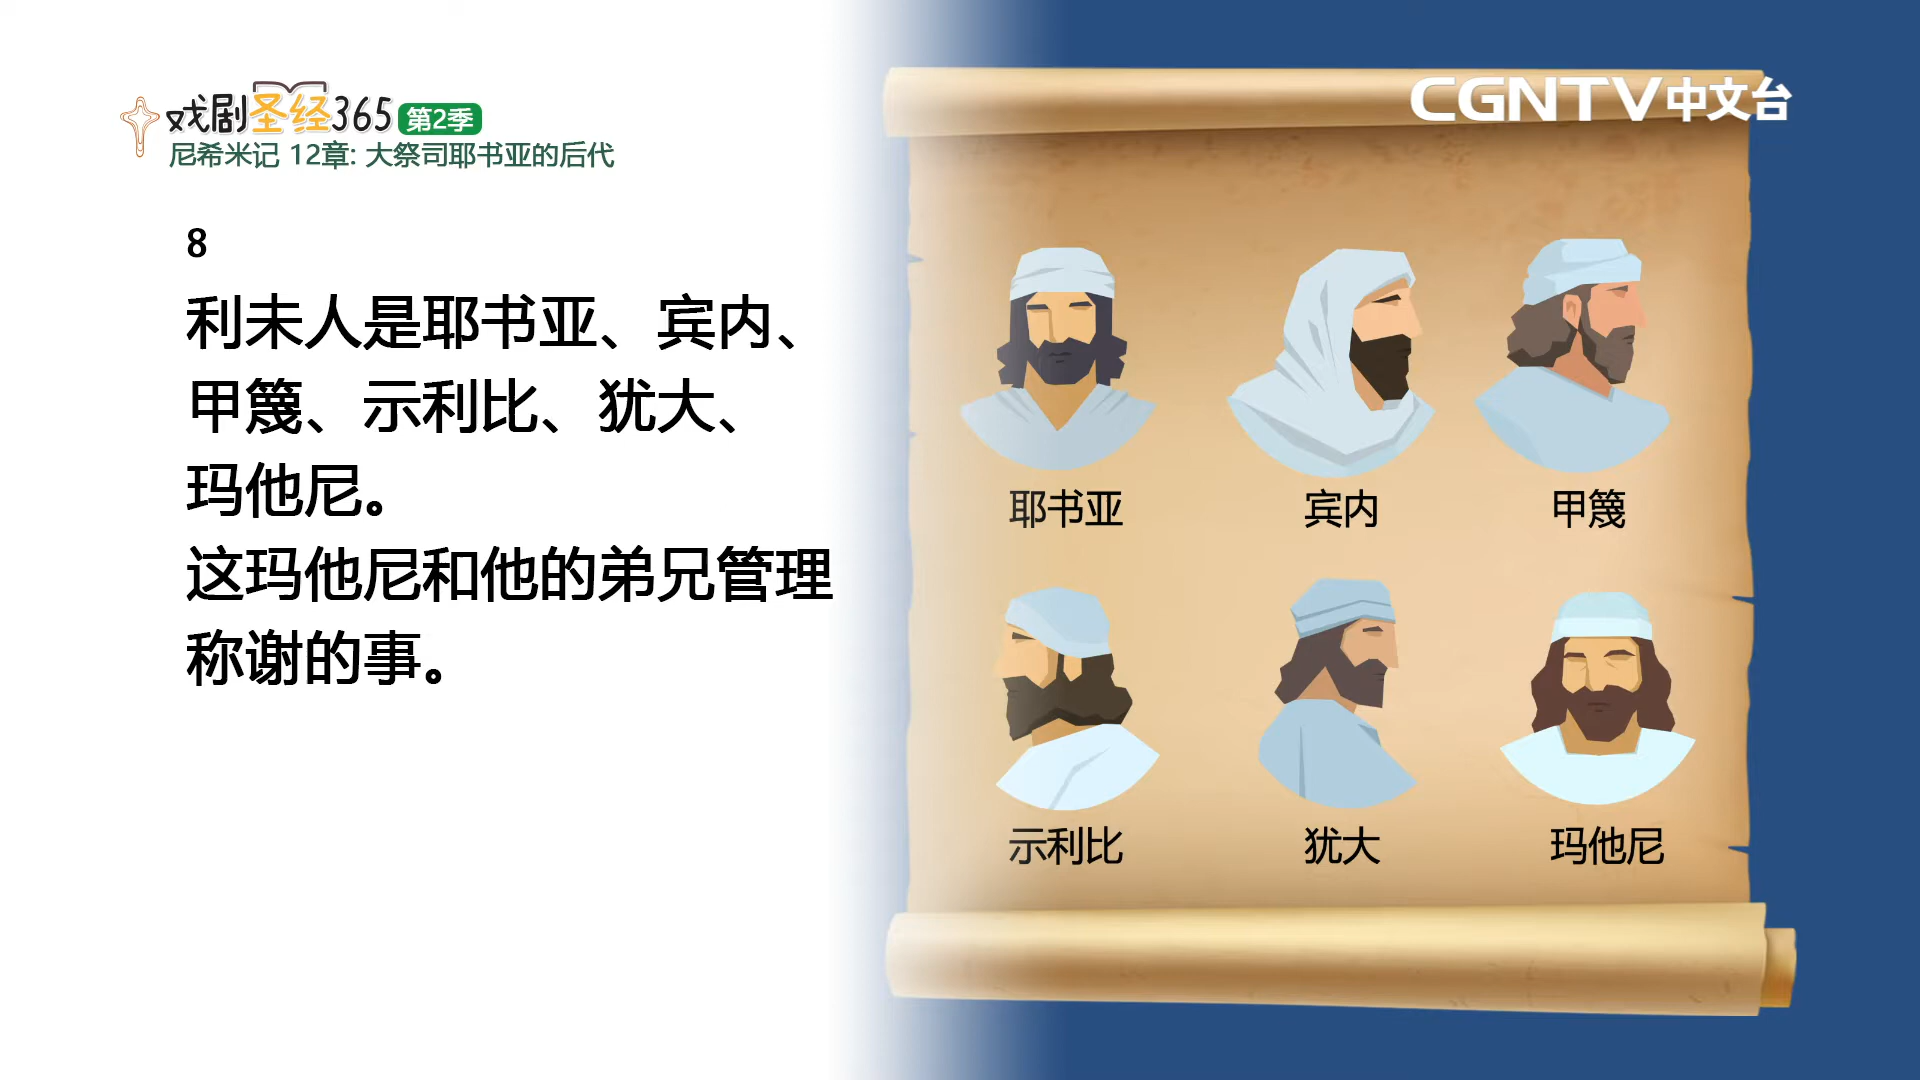 戏剧圣经365 第2季
尼希米记 12章: 大祭司耶书亚的后代
CGNTV中文台
8
利未人是耶书亚、宾内、
甲篾、示利比、犹大、
玛他尼。
这玛他尼和他的弟兄管理
称谢的事。
耶书亚 宾内 甲篾
示利比 犹大 玛他尼